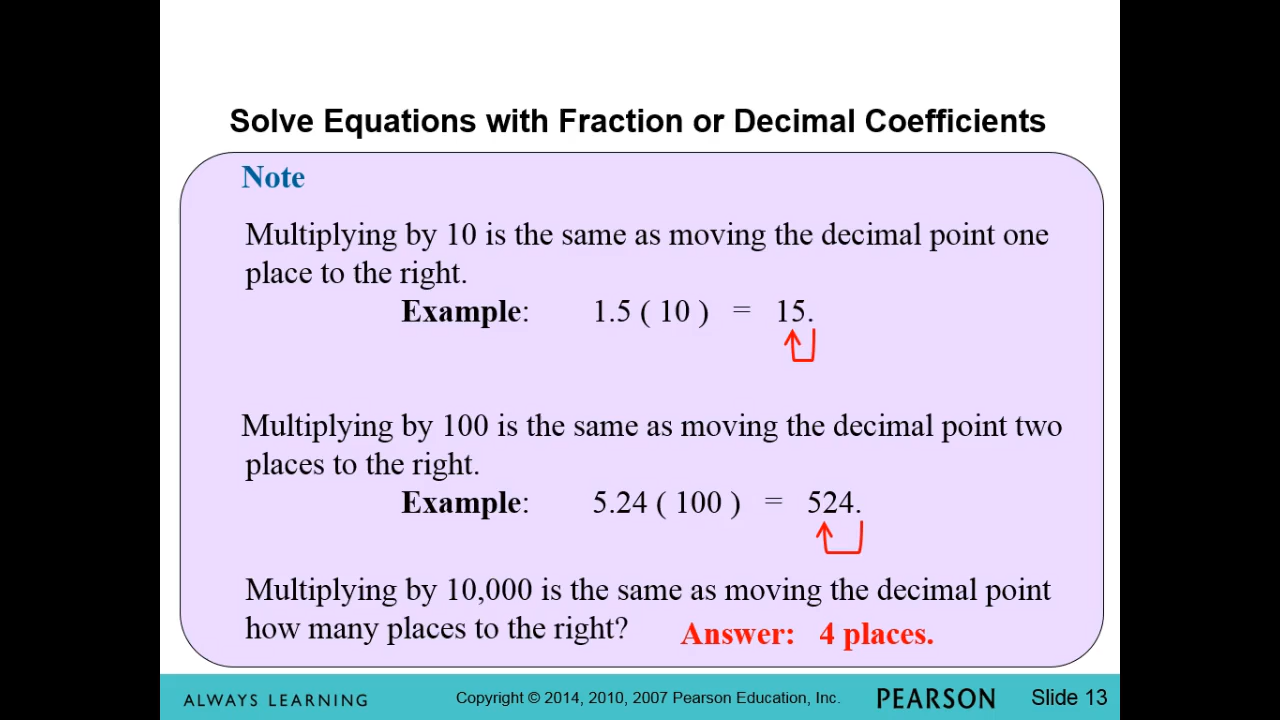 Solve Equations with Fraction or Decimal Coefficients
Note
Multiplying by 10 is the same as moving the decimal point one
place to the right.
Example: 1.5 ( 10 ) = 15.
Multiplying by 100 is the same as moving the decimal point two
places to the right.
Example: 5.24 ( 100 ) = 524.
Multiplying by 10,000 is the same as moving the decimal point
how many places to the right? Answer: 4 places.
ALWAYS LEARNING Copyright © 2014, 2010, 2007 Pearson Education, Inc. PEARSON Slide 13